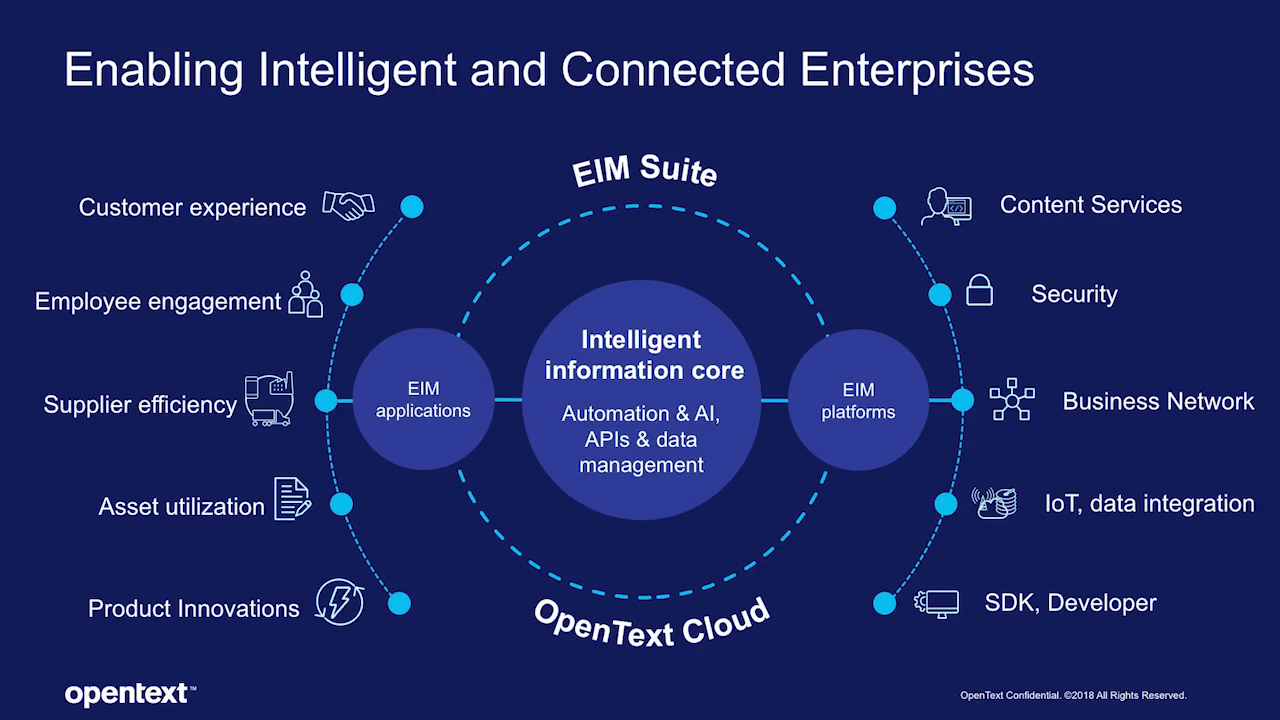 Enabling Intelligent and Connected Enterprises
EIM Suite
Customer experience
Employee engagement
Supplier efficiency
Asset utilization
Product Innovations
EIM
applications
Intelligent
information core
Automation & AI,
APIs & data
management
EIM
platforms
Content Services
Security
Business Network
IoT, data integration
SDK, Developer
OpenText Cloud
opentext™
OpenText Confidential. ©2018 All Rights Reserved.